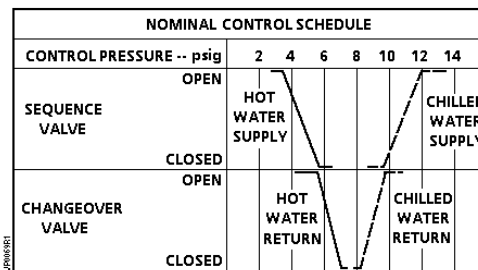 NOMINAL CONTROL SCHEDULE
CONTROL PRESSURE -- psig 2 4 6 8 10 12 14
OPEN
SEQUENCE
VALVE
CLOSED
HOT
WATER
SUPPLY
CHILLED
WATER
SUPPLY
OPEN
CHANGEOVER
VALVE
CLOSED
HOT
WATER
RETURN
CHILLED
WATER
RETURN